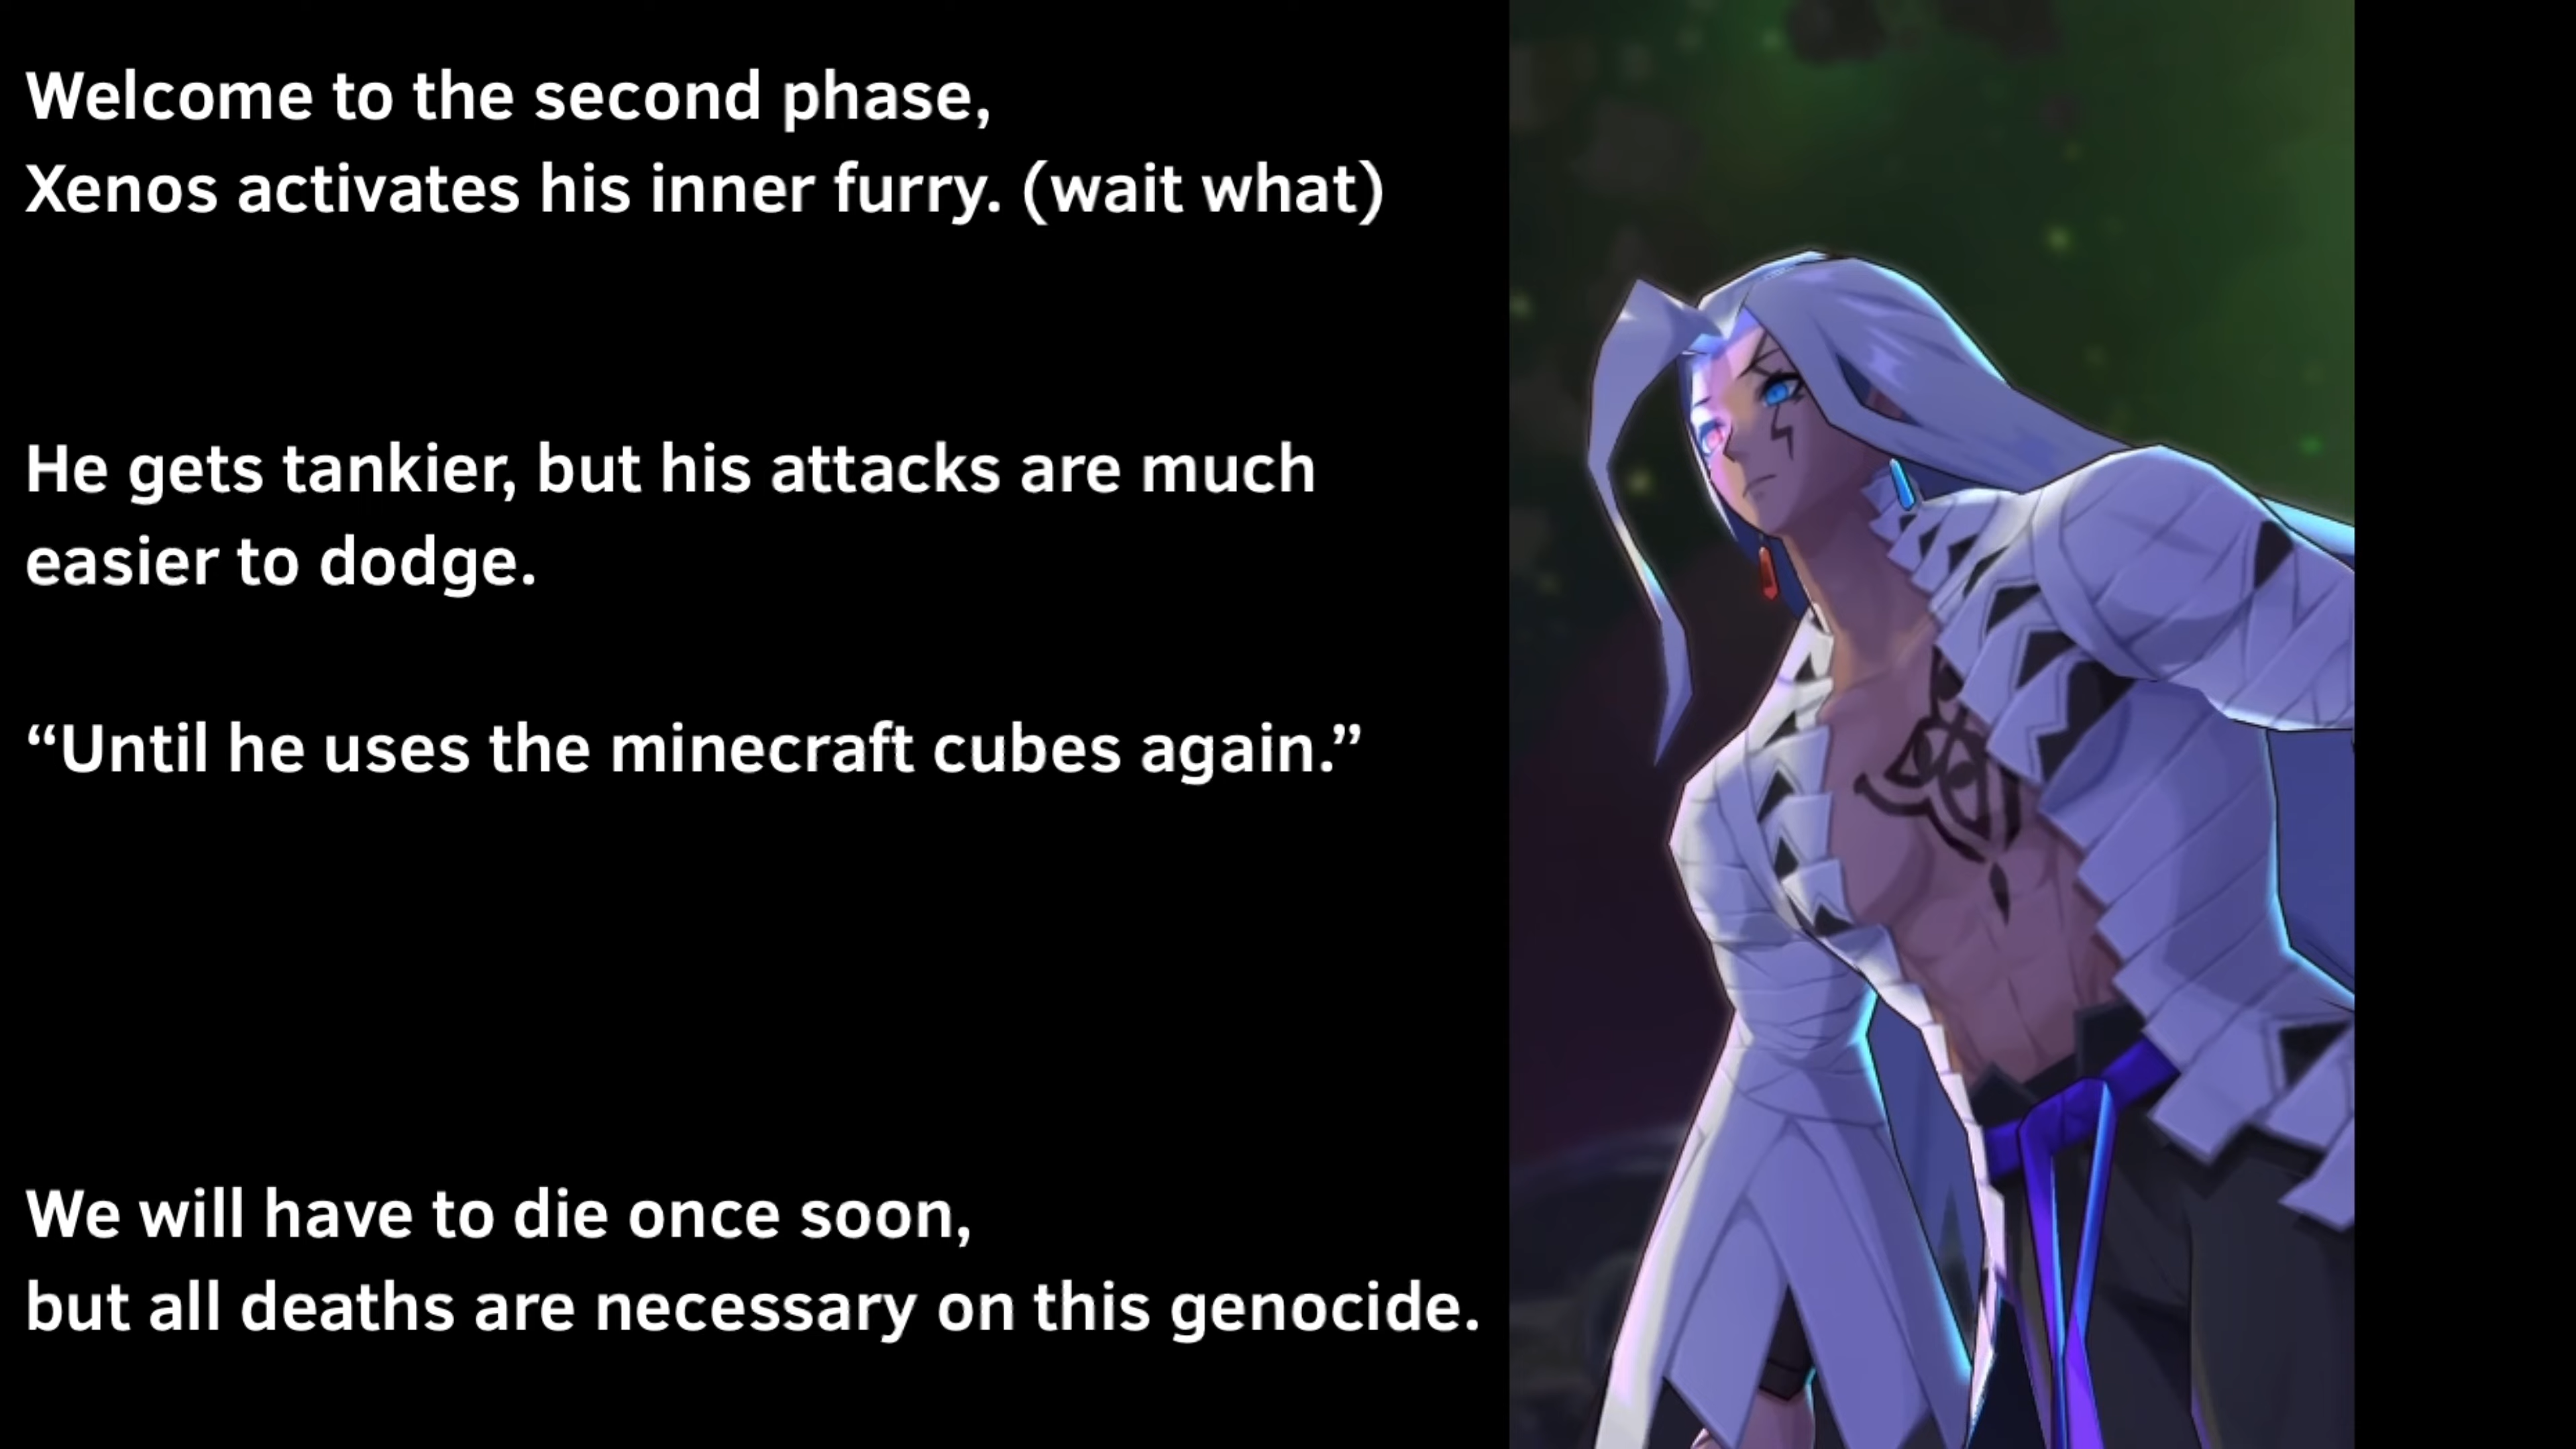 Welcome to the second phase,
Xenos activates his inner furry. (wait what)
He gets tankier, but his attacks are much
easier to dodge.
“Until he uses the minecraft cubes again.”
We will have to die once soon,
but all deaths are necessary on this genocide.